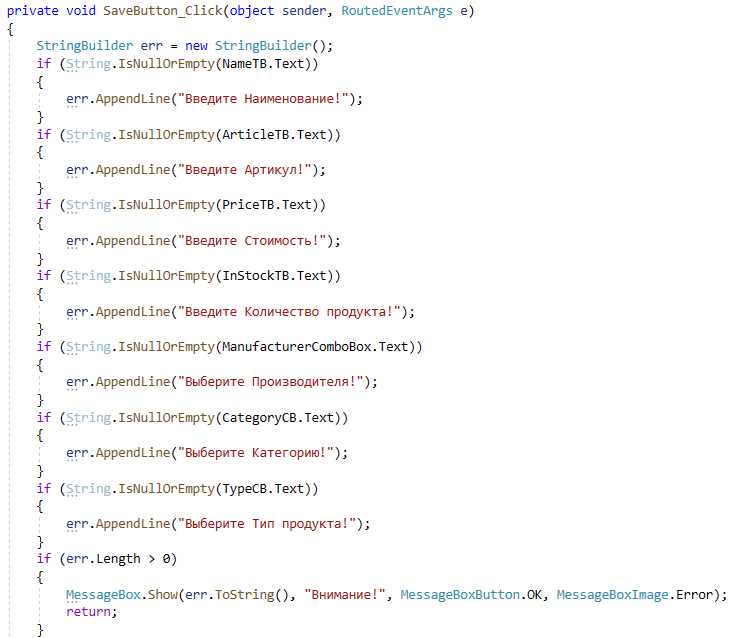 private void SaveButton_Click(object sender, RoutedEventArgs e)
{
    StringBuilder err = new StringBuilder();
    if (String.IsNullOrEmpty(NameTB.Text))
    {
        err.AppendLine("Введите Наименование!");
    }
    if (String.IsNullOrEmpty(ArticleTB.Text))
    {
        err.AppendLine("Введите Артикул!");
    }
    if (String.IsNullOrEmpty(PriceTB.Text))
    {
        err.AppendLine("Введите Стоимость!");
    }
    if (String.IsNullOrEmpty(InStockTB.Text))
    {
        err.AppendLine("Введите Количество продукта!");
    }
    if (String.IsNullOrEmpty(ManufacturerComboBox.Text))
    {
        err.AppendLine("Выберите Производителя!");
    }
    if (String.IsNullOrEmpty(CategoryCB.Text))
    {
        err.AppendLine("Выберите Категорию!");
    }
    if (String.IsNullOrEmpty(TypeCB.Text))
    {
        err.AppendLine("Выберите Тип продукта!");
    }
    if (err.Length > 0)
    {
        MessageBox.Show(err.ToString(), "Внимание!", MessageBoxButton.OK, MessageBoxImage.Error);
        return;
    }